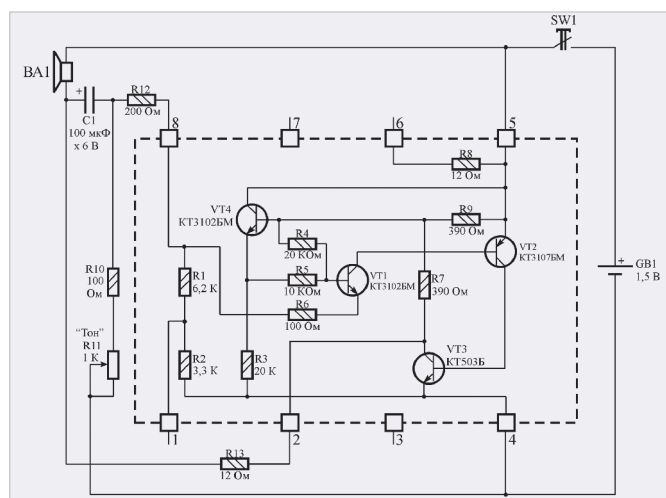 SW1
BA1
+
C1
100 мкФ
х 6 В
R12
200 Ом
8
7
6
5
R8
12 Ом
VT4
КТ3102БМ
R9
390 Ом
R4
20 КОм
VT2
КТ3107БМ
R10
100
Ом
R1
6,2 К
R5
10 КОм
VT1
КТ3102БМ
R7
390 Ом
+
GB1
1,5 В
R6
100 Ом
"Тон"
R11
1 К
R2
3,3 К
R3
20 К
VT3
КТ503Б
1
2
3
4
R13
12 Ом